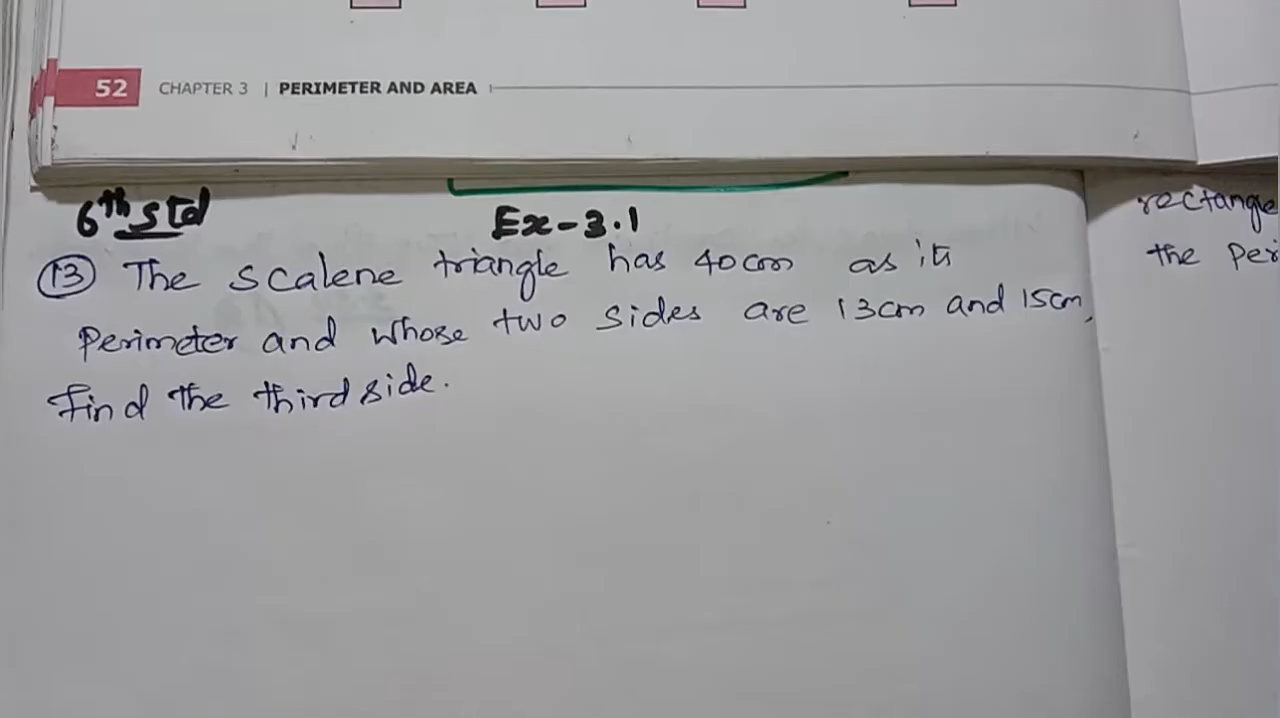 52 CHAPTER 3 | PERIMETER AND AREA
6th Std
Ex-3.1
13 The scalene triangle has 40cm as its
Perimeter and whose two sides are 13cm and 15cm,
Find the third side.
rectangle
the per